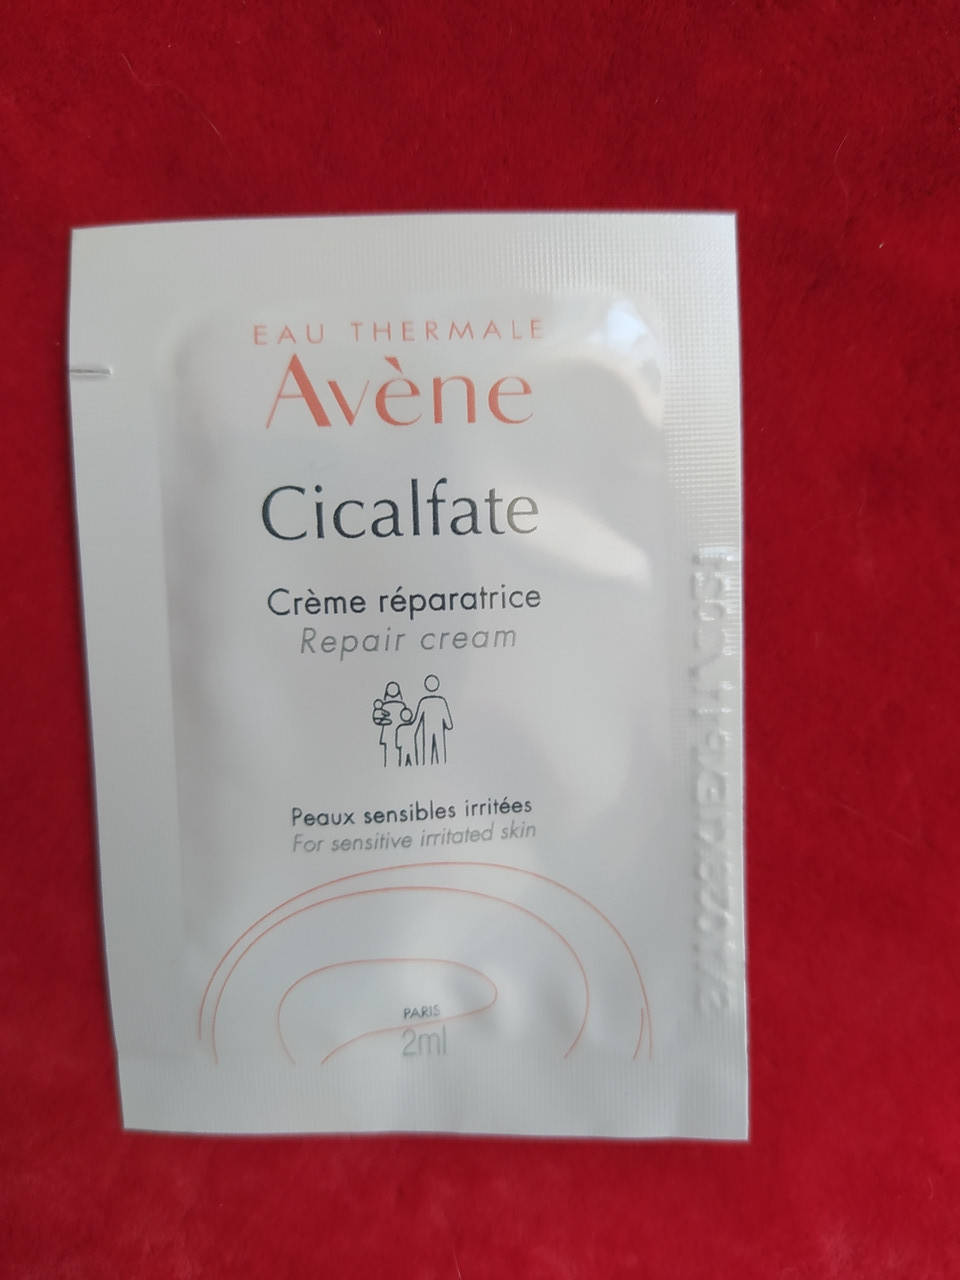 EAU THERMALE
Avène
Cicalfate
Crème réparatrice
Repair cream
Peaux sensibles irritées
For sensitive irritated skin
PARIS
2ml